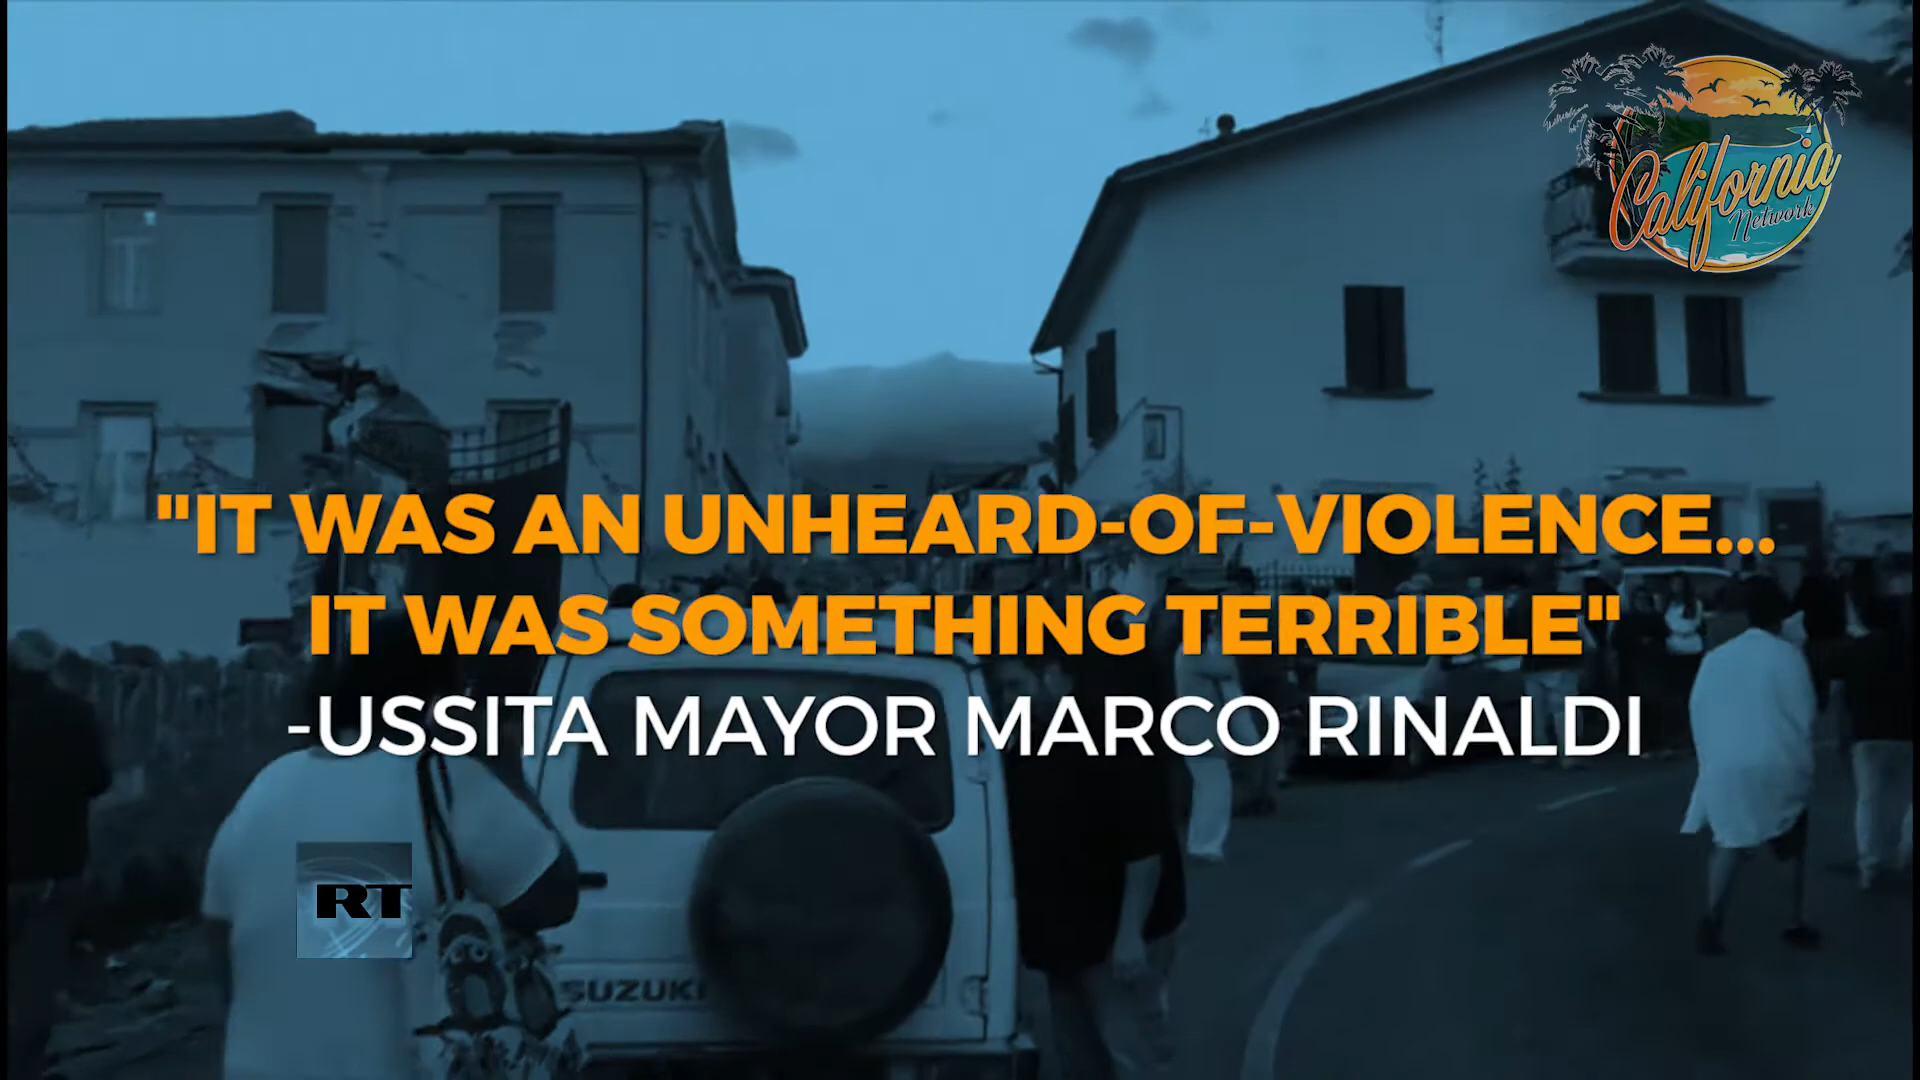 California
Network
"IT WAS AN UNHEARD-OF-VIOLENCE...
IT WAS SOMETHING TERRIBLE"
-USSITA MAYOR MARCO RINALDI
RT
SUZUKI